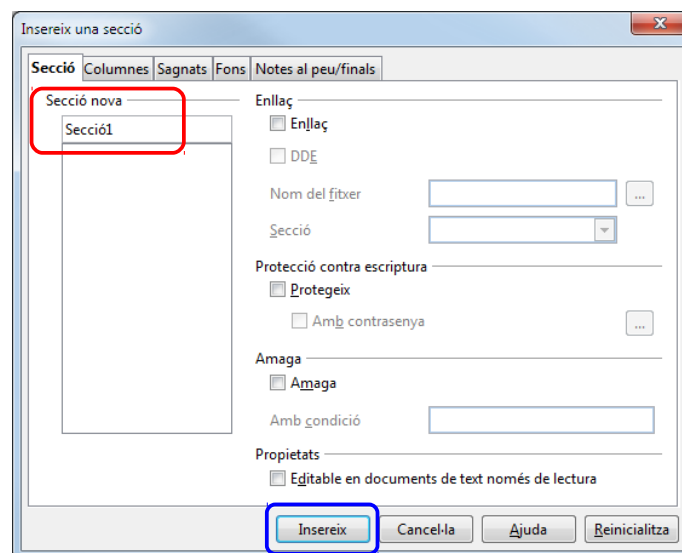 Insereix una secció
Secció Columnes Sagnats Fons Notes al peu/finals
Secció nova
Secció1
Enllaç
Enllaç
DDE
Nom del fitxer ...
Secció
Protecció contra escriptura
Protegeix
Amb contrasenya ...
Amaga
Amaga
Amb condició
Propietats
Editable en documents de text només de lectura
Insereix Cancel·la Ajuda Reinicialitza